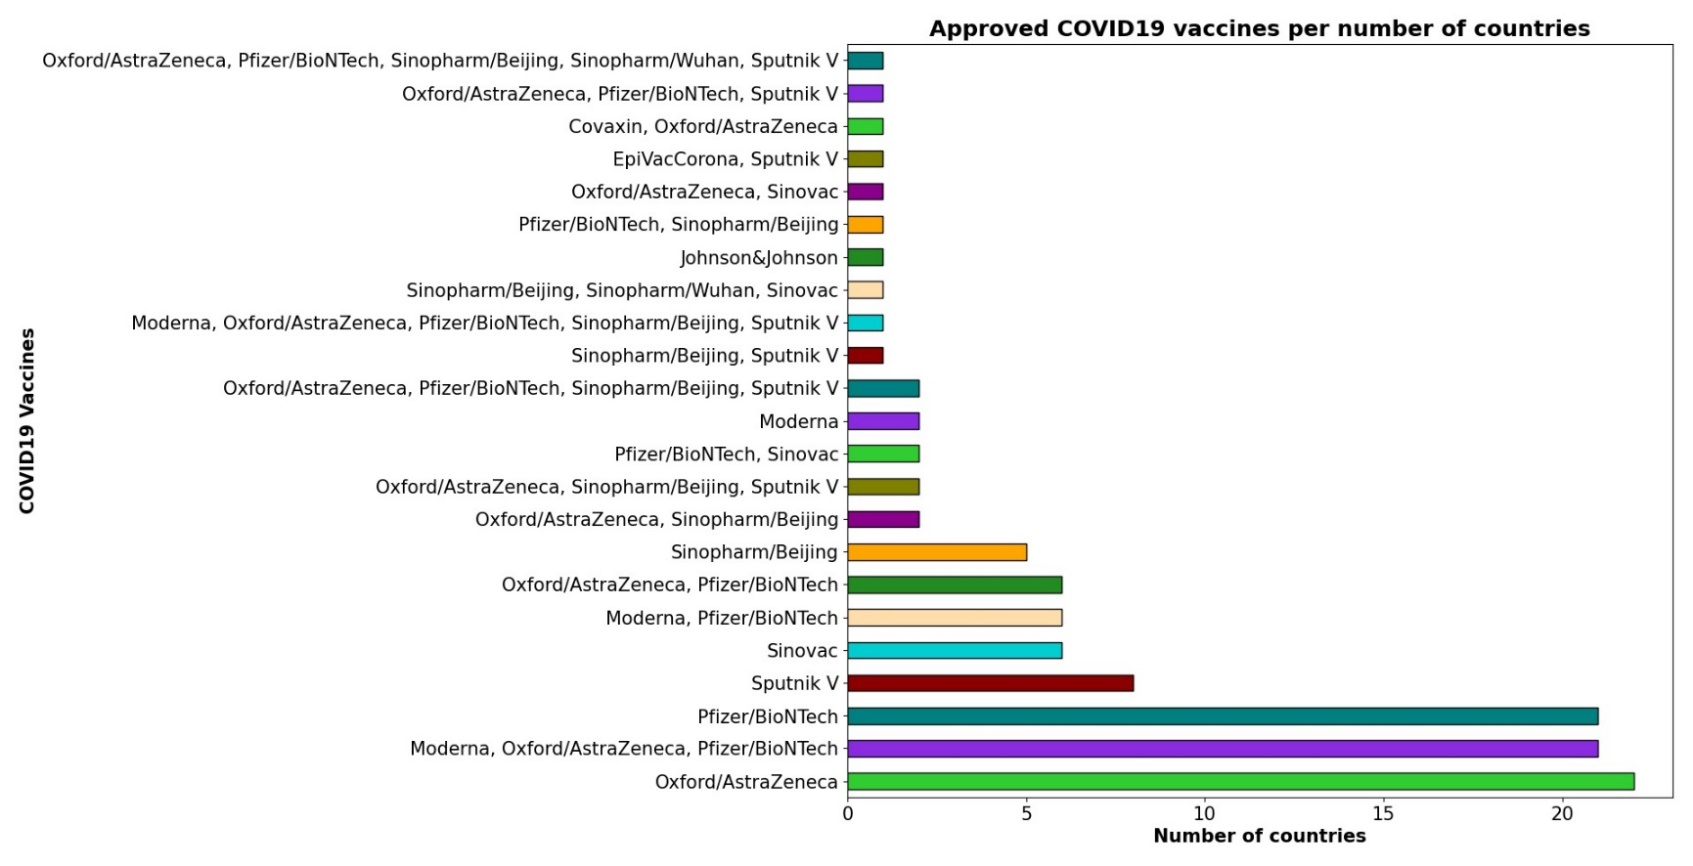 Approved COVID19 vaccines per number of countries
Oxford/AstraZeneca, Pfizer/BioNTech, Sinopharm/Beijing, Sinopharm/Wuhan, Sputnik V
Oxford/AstraZeneca, Pfizer/BioNTech, Sputnik V
Covaxin, Oxford/AstraZeneca
EpiVacCorona, Sputnik V
Oxford/AstraZeneca, Sinovac
Pfizer/BioNTech, Sinopharm/Beijing
Johnson&Johnson
Sinopharm/Beijing, Sinopharm/Wuhan, Sinovac
Moderna, Oxford/AstraZeneca, Pfizer/BioNTech, Sinopharm/Beijing, Sputnik V
Sinopharm/Beijing, Sputnik V
Oxford/AstraZeneca, Pfizer/BioNTech, Sinopharm/Beijing, Sputnik V
Moderna
Pfizer/BioNTech, Sinovac
Oxford/AstraZeneca, Sinopharm/Beijing, Sputnik V
Oxford/AstraZeneca, Sinopharm/Beijing
Sinopharm/Beijing
Oxford/AstraZeneca, Pfizer/BioNTech
Moderna, Pfizer/BioNTech
Sinovac
Sputnik V
Pfizer/BioNTech
Moderna, Oxford/AstraZeneca, Pfizer/BioNTech
Oxford/AstraZeneca
COVID19 Vaccines
0 5 10 15 20
Number of countries